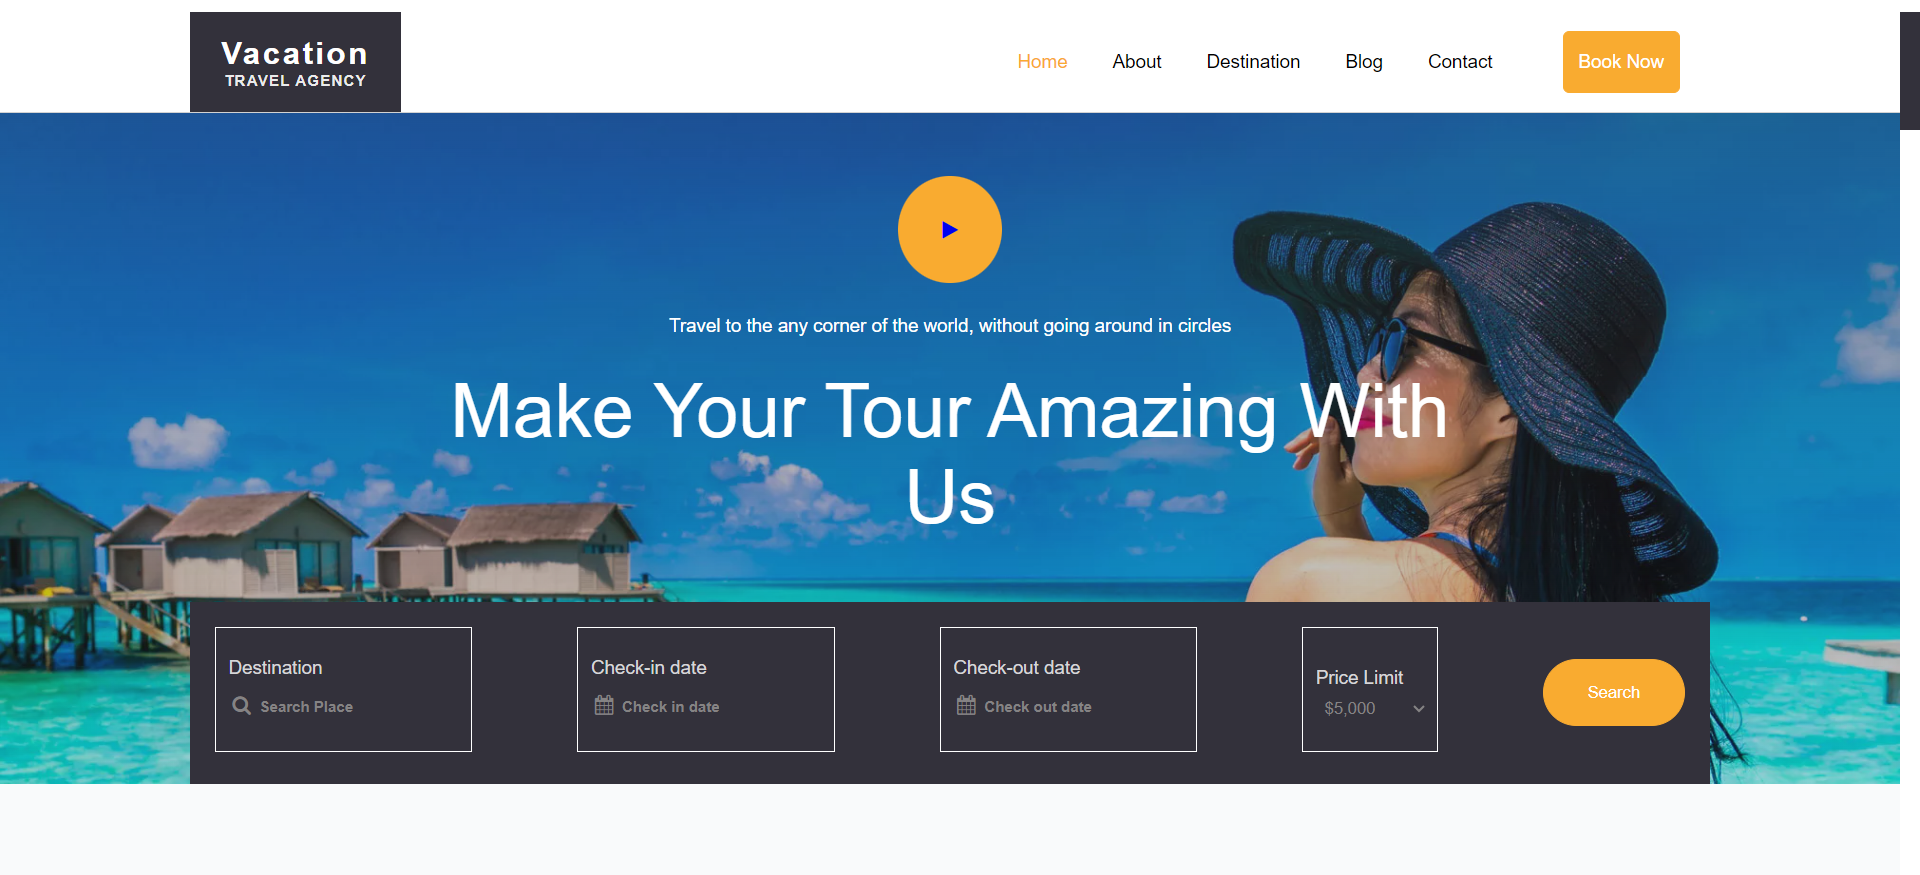 Vacation
TRAVEL AGENCY
Home
About
Destination
Blog
Contact
Book Now
Travel to the any corner of the world, without going around in circles
Make Your Tour Amazing With
Us
Destination
Search Place
Check-in date
Check in date
Check-out date
Check out date
Price Limit
$5,000
Search